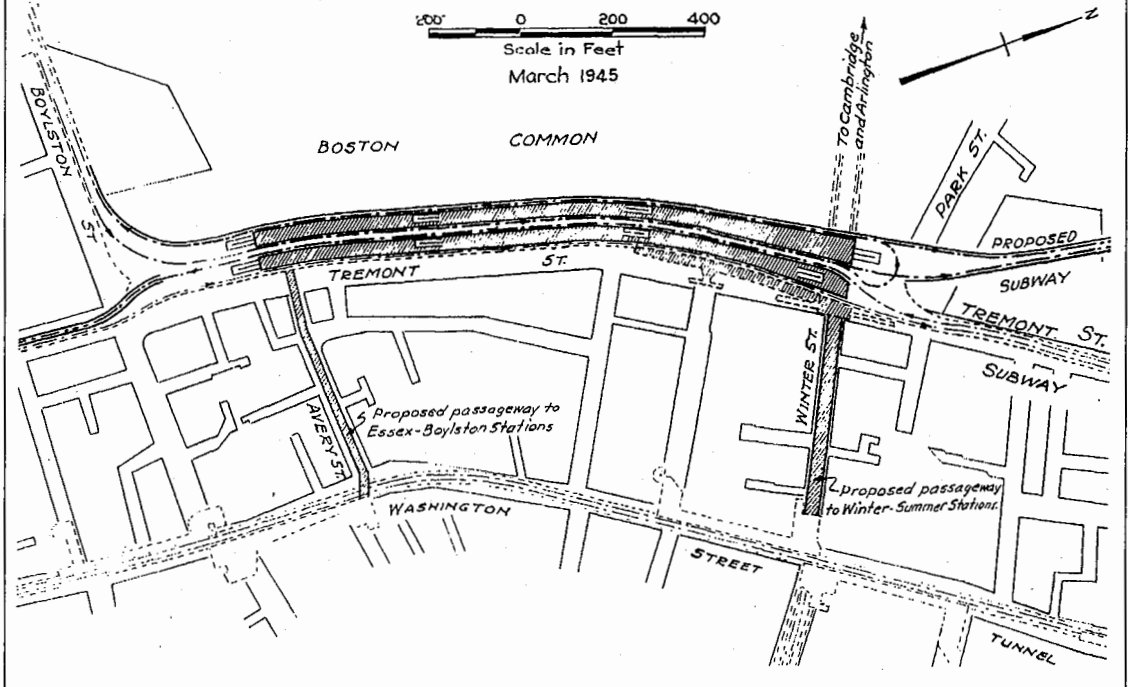 200' 0 200 400
Scale in Feet
March 1945
N
To Cambridge
and Arlington
BOYLSTON
ST.
BOSTON COMMON
PARK ST.
PROPOSED
SUBWAY
TREMONT ST.
TREMONT ST.
SUBWAY
AVERY ST.
Proposed passageway to
Essex-Boylston Stations
WINTER ST.
Proposed passageway
to Winter-Summer Stations.
WASHINGTON
STREET
TUNNEL